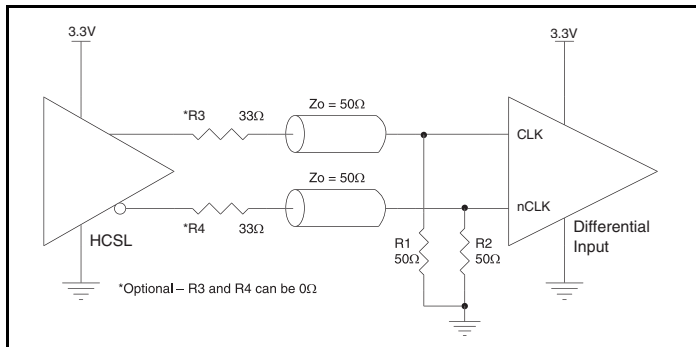 3.3V
3.3V
*R3 33Ω
Zo = 50Ω
CLK
Zo = 50Ω
nCLK
HCSL
*R4 33Ω
R1
50Ω
R2
50Ω
Differential
Input
*Optional – R3 and R4 can be 0Ω